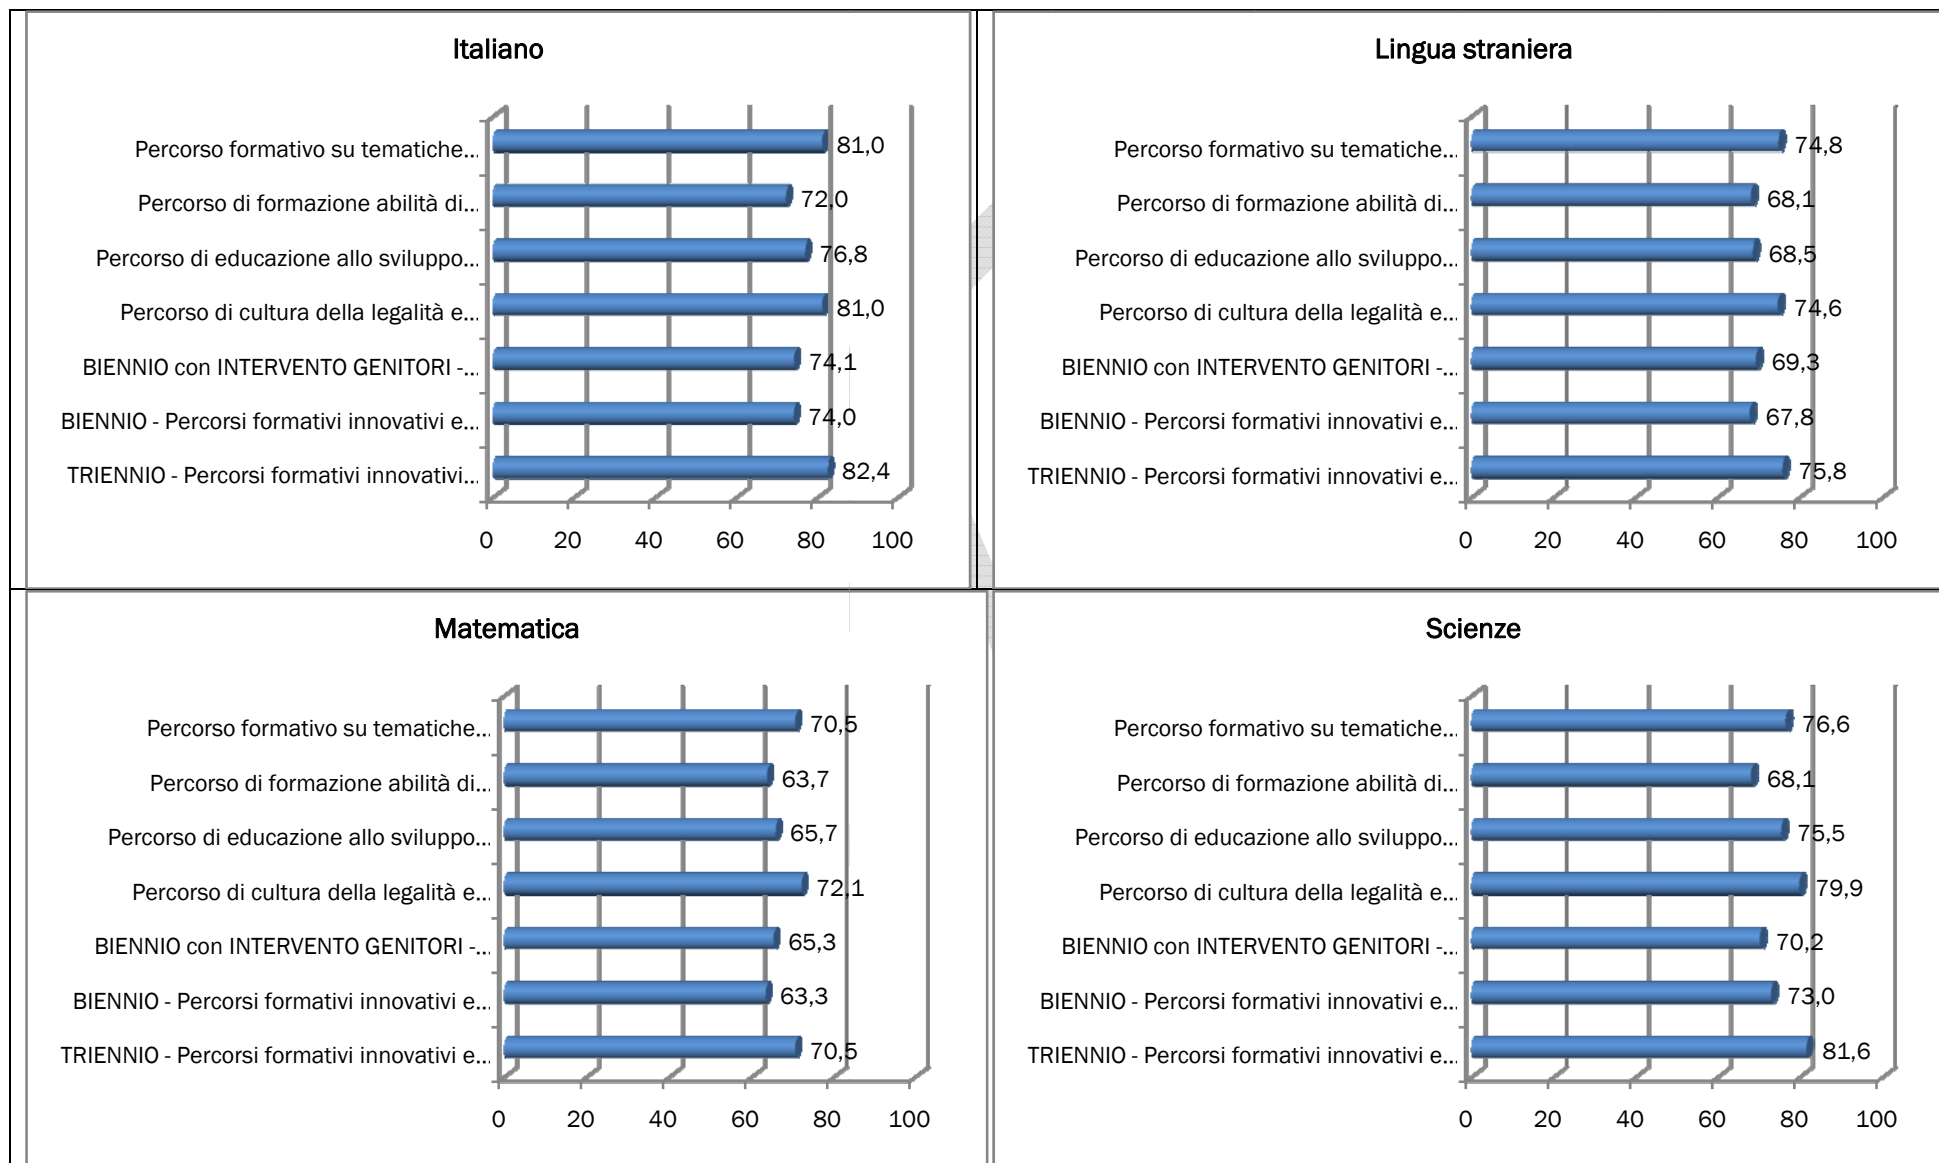 Italiano
Percorso formativo su tematiche... 81,0
Percorso di formazione abilità di... 72,0
Percorso di educazione allo sviluppo... 76,8
Percorso di cultura della legalità e... 81,0
BIENNIO con INTERVENTO GENITORI -... 74,1
BIENNIO - Percorsi formativi innovativi e... 74,0
TRIENNIO - Percorsi formativi innovativi... 82,4
0 20 40 60 80 100
Lingua straniera
Percorso formativo su tematiche... 74,8
Percorso di formazione abilità di... 68,1
Percorso di educazione allo sviluppo... 68,5
Percorso di cultura della legalità e... 74,6
BIENNIO con INTERVENTO GENITORI -... 69,3
BIENNIO - Percorsi formativi innovativi e... 67,8
TRIENNIO - Percorsi formativi innovativi e... 75,8
0 20 40 60 80 100
Matematica
Percorso formativo su tematiche... 70,5
Percorso di formazione abilità di... 63,7
Percorso di educazione allo sviluppo... 65,7
Percorso di cultura della legalità e... 72,1
BIENNIO con INTERVENTO GENITORI -... 65,3
BIENNIO - Percorsi formativi innovativi e... 63,3
TRIENNIO - Percorsi formativi innovativi e... 70,5
0 20 40 60 80 100
Scienze
Percorso formativo su tematiche... 76,6
Percorso di formazione abilità di... 68,1
Percorso di educazione allo sviluppo... 75,5
Percorso di cultura della legalità e... 79,9
BIENNIO con INTERVENTO GENITORI -... 70,2
BIENNIO - Percorsi formativi innovativi e... 73,0
TRIENNIO - Percorsi formativi innovativi e... 81,6
0 20 40 60 80 100